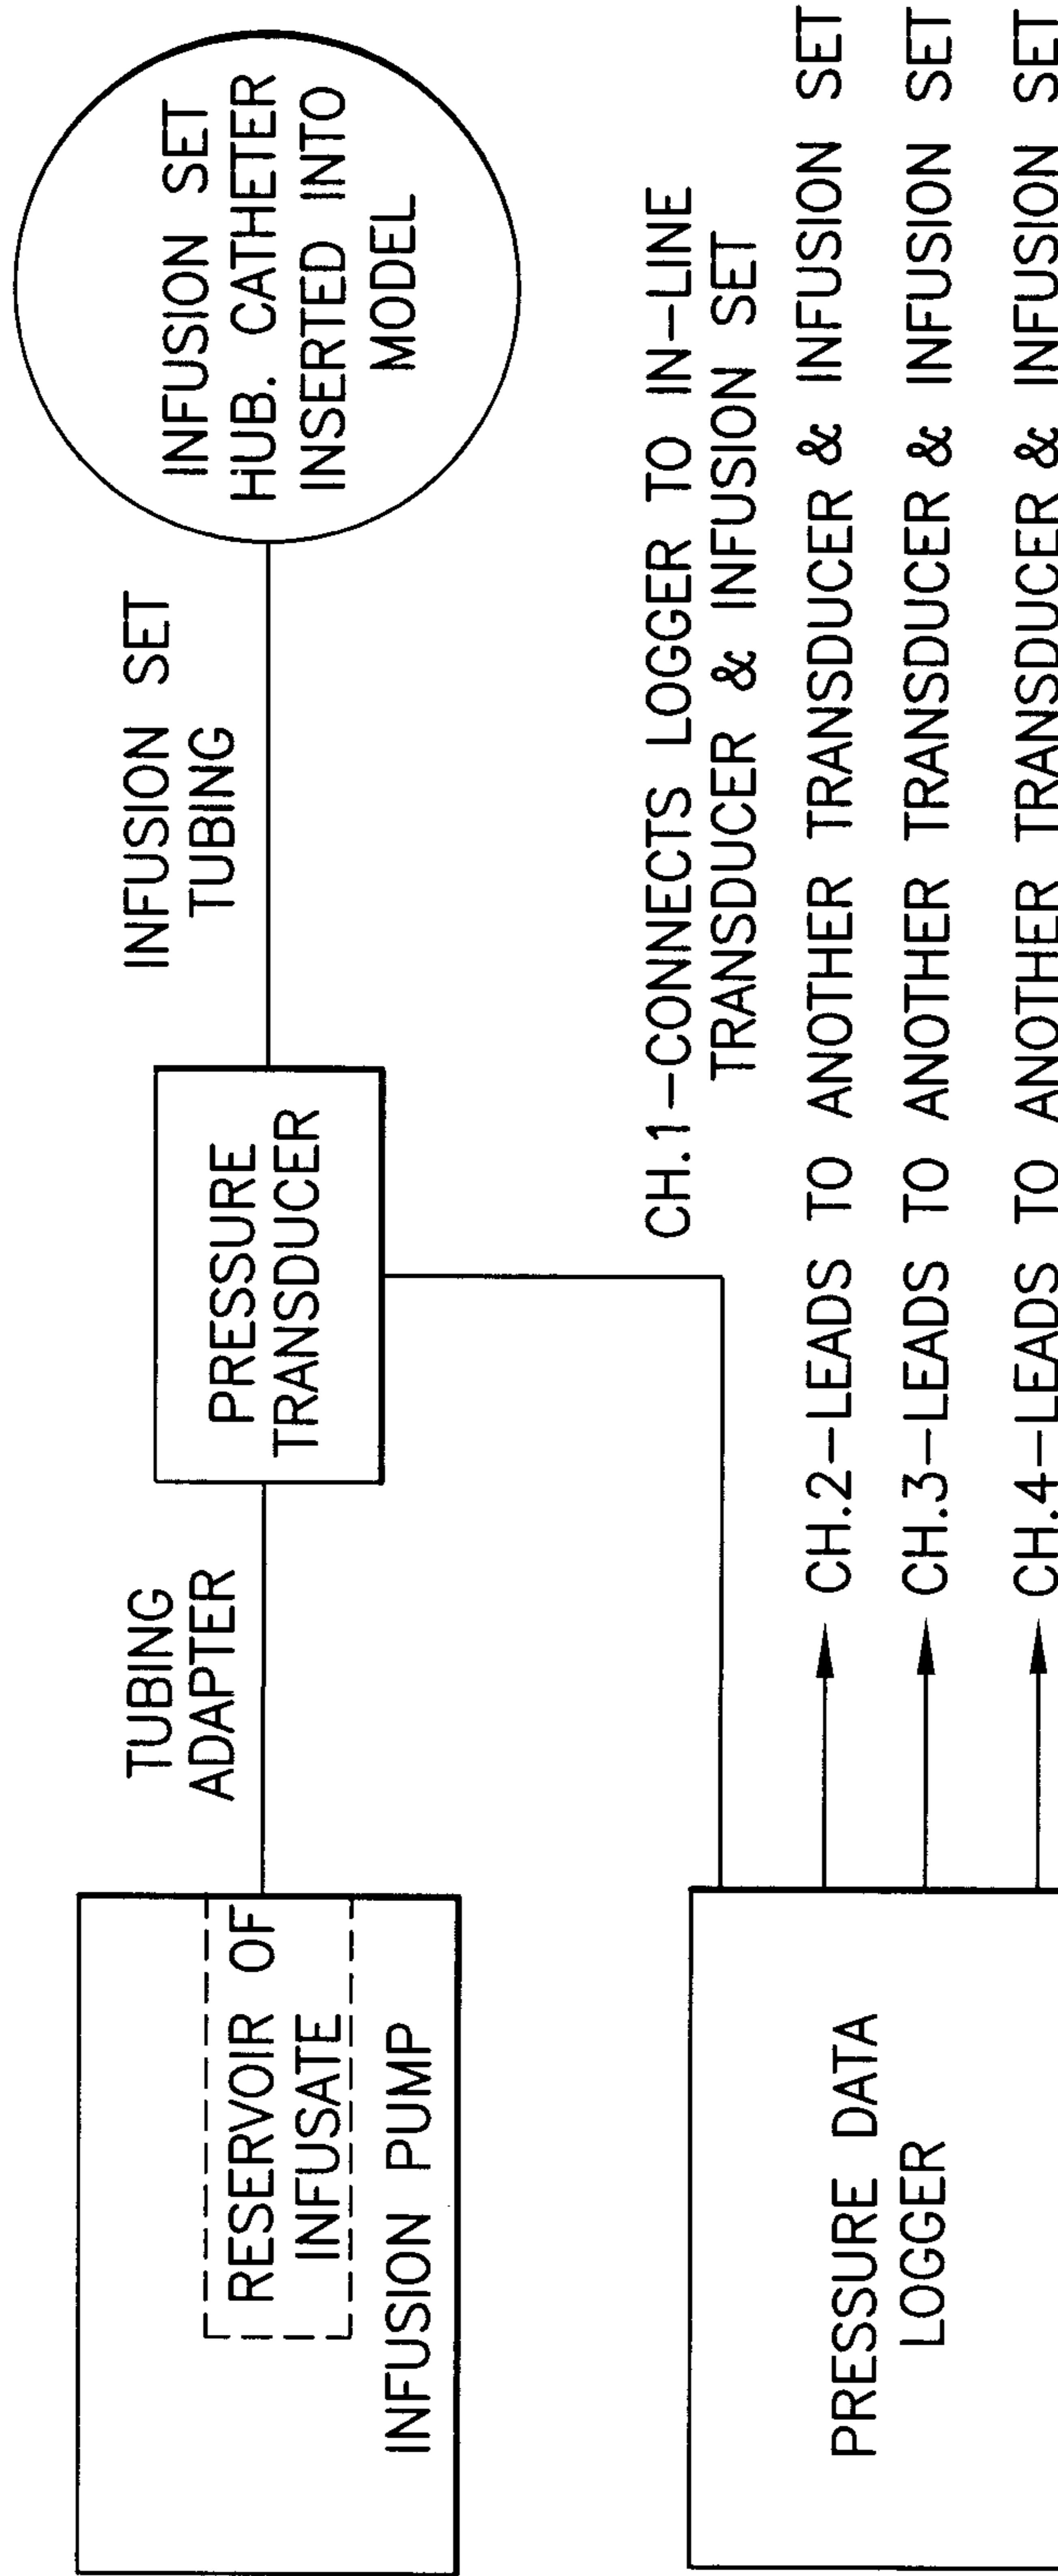 RESERVOIR OF
INFUSATE
INFUSION PUMP
TUBING
ADAPTER
PRESSURE
TRANSDUCER
INFUSION SET
TUBING
INFUSION SET
HUB. CATHETER
INSERTED INTO
MODEL
PRESSURE DATA
LOGGER
CH.1-CONNECTS LOGGER TO IN-LINE
TRANSDUCER & INFUSION SET
CH.2-LEADS TO ANOTHER TRANSDUCER & INFUSION SET
CH.3-LEADS TO ANOTHER TRANSDUCER & INFUSION SET
CH.4-LEADS TO ANOTHER TRANSDUCER & INFUSION SET